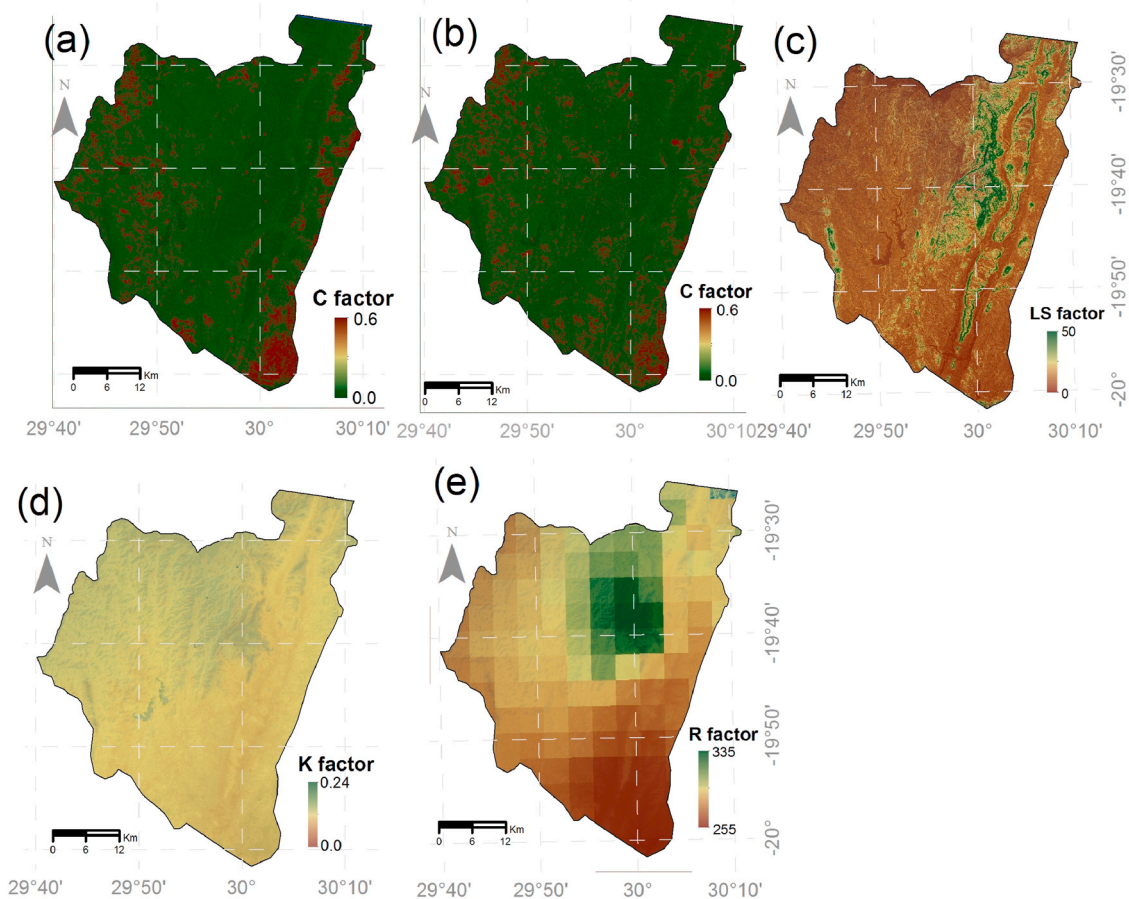 (a)
N
C factor
0.6
0.0
0 6 12 Km
29°40' 29°50' 30° 30°10'
(b)
N
C factor
0.6
0.0
0 6 12 Km
29°40' 29°50' 30° 30°10'
(c)
N
LS factor
50
0
0 6 12 Km
29°40' 29°50' 30° 30°10'
-19°30'
-19°40'
-19°50'
-20°
(d)
N
K factor
0.24
0.0
0 6 12 Km
29°40' 29°50' 30° 30°10'
(e)
N
R factor
335
255
0 6 12 Km
29°40' 29°50' 30° 30°10'
-19°30'
-19°40'
-19°50'
-20°